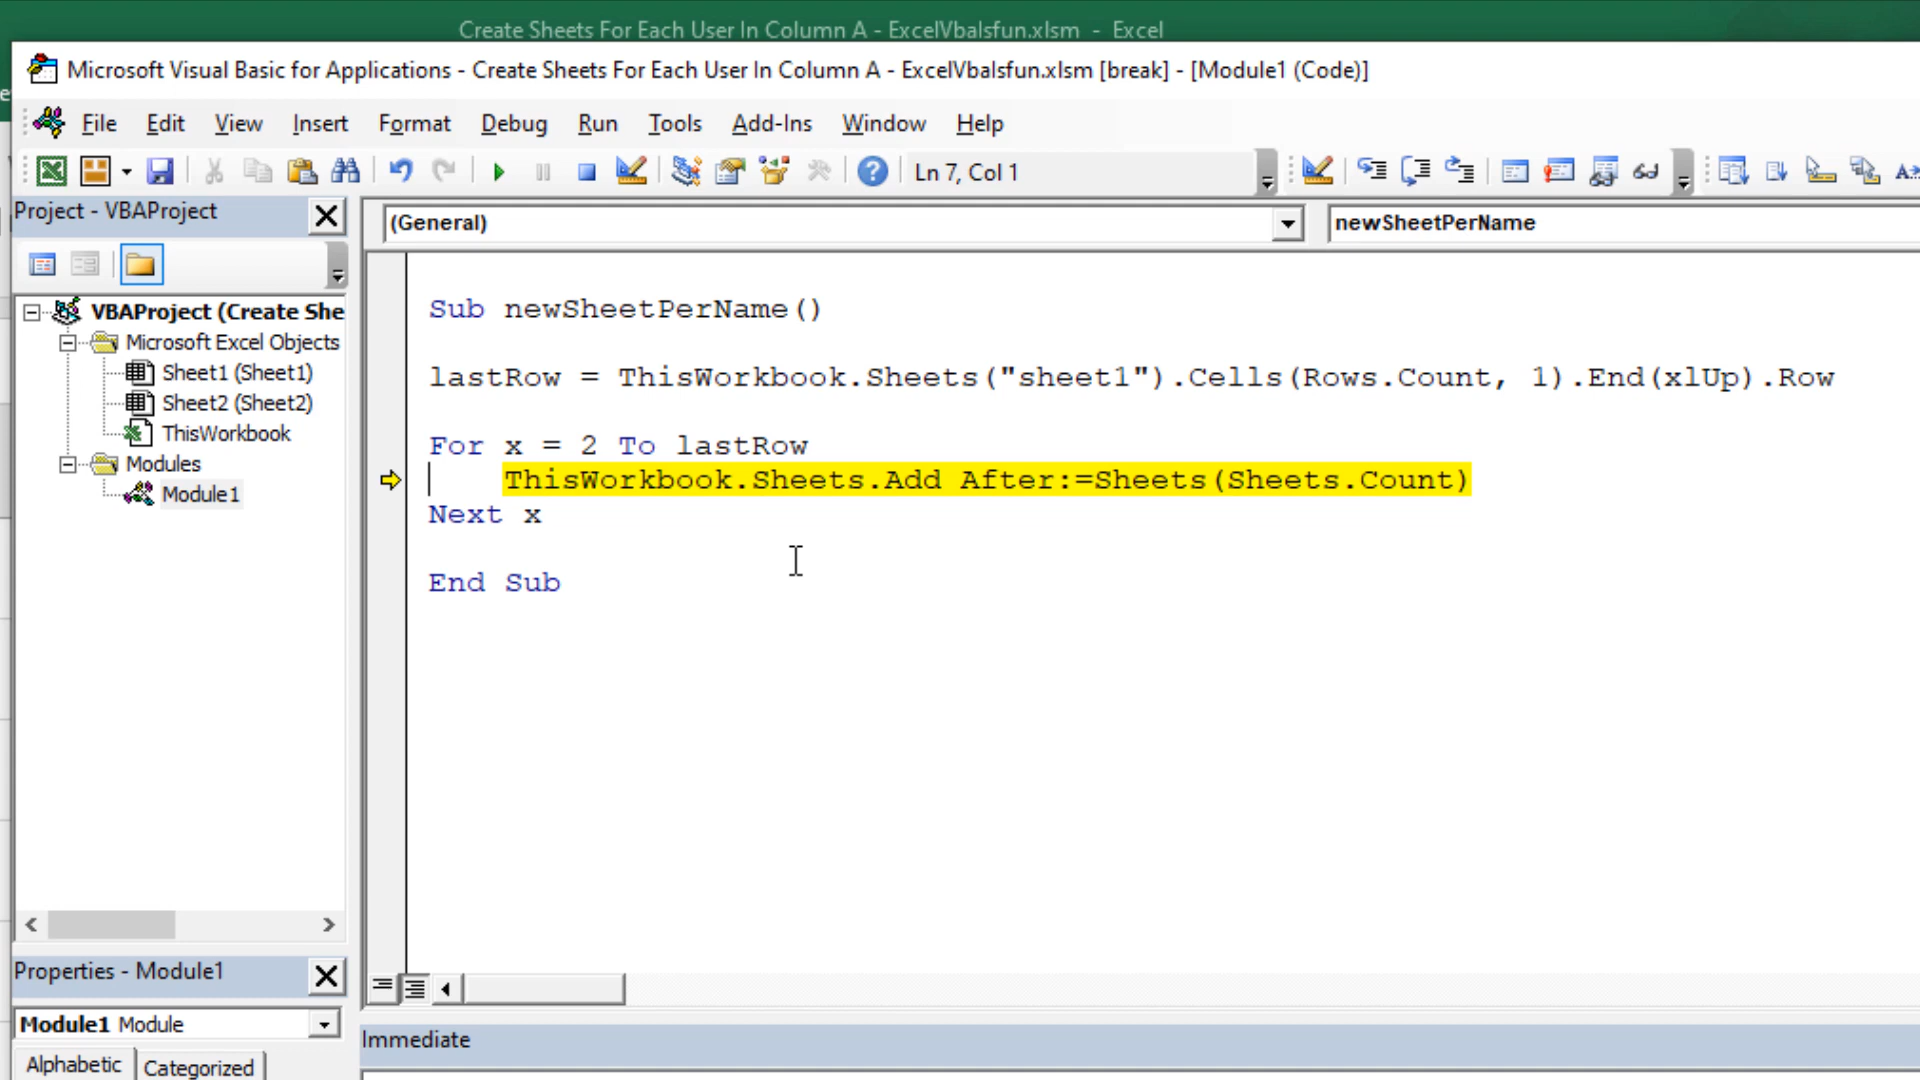 Create Sheets For Each User In Column A - ExcelVbaIsfun.xlsm - Excel
Microsoft Visual Basic for Applications - Create Sheets For Each User In Column A - ExcelVbaIsfun.xlsm [break] - [Module1 (Code)]
File Edit View Insert Format Debug Run Tools Add-Ins Window Help
Ln 7, Col 1
Project - VBAProject
(General)
newSheetPerName
VBAProject (Create She
Microsoft Excel Objects
Sheet1 (Sheet1)
Sheet2 (Sheet2)
ThisWorkbook
Modules
Module1
Sub newSheetPerName()
lastRow = ThisWorkbook.Sheets("sheet1").Cells(Rows.Count, 1).End(xlUp).Row
For x = 2 To lastRow
ThisWorkbook.Sheets.Add After:=Sheets(Sheets.Count)
Next x
End Sub
Properties - Module1
Module1 Module
Alphabetic Categorized
Immediate